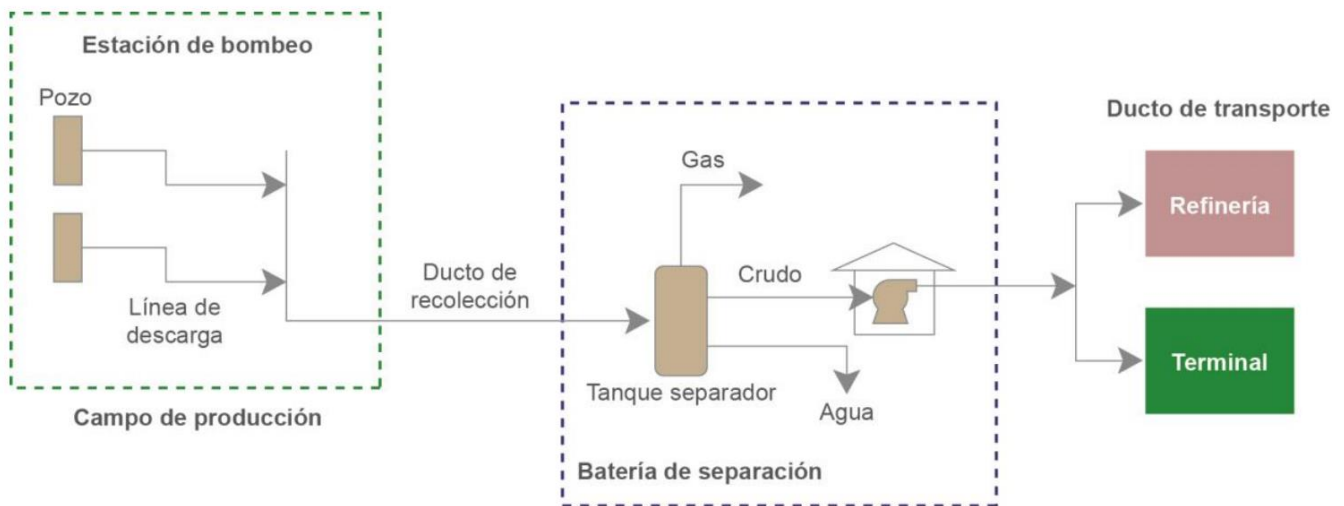 Estación de bombeo
Pozo
Línea de
descarga
Campo de producción
Ducto de
recolección
Gas
Crudo
Tanque separador
Agua
Batería de separación
Ducto de transporte
Refinería
Terminal